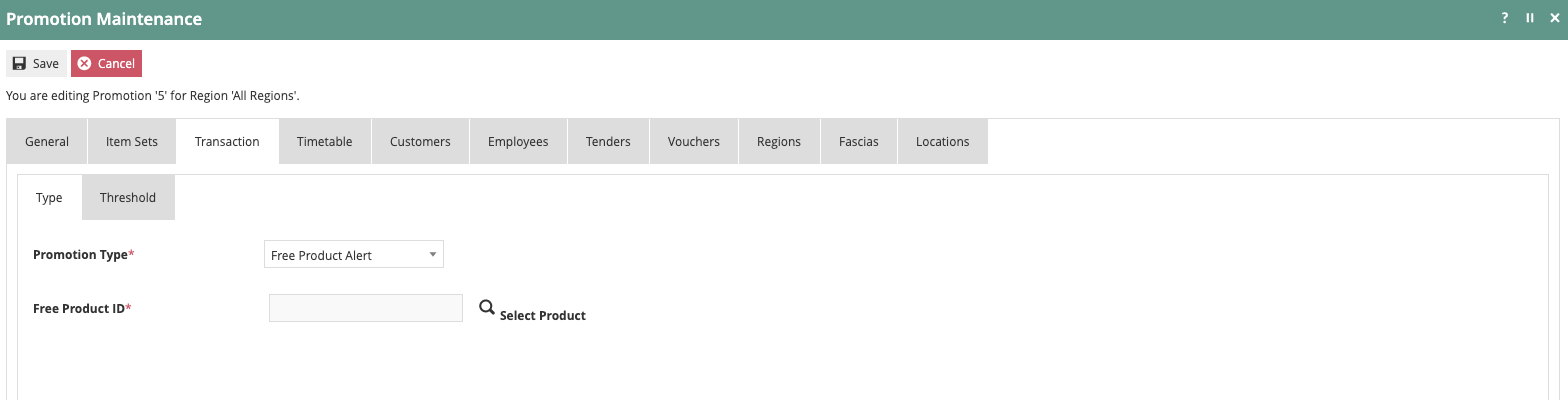 Promotion Maintenance
Save Cancel
You are editing Promotion '5' for Region 'All Regions'.
General Item Sets Transaction Timetable Customers Employees Tenders Vouchers Regions Fascias Locations
Type Threshold
Promotion Type* Free Product Alert
Free Product ID* Select Product